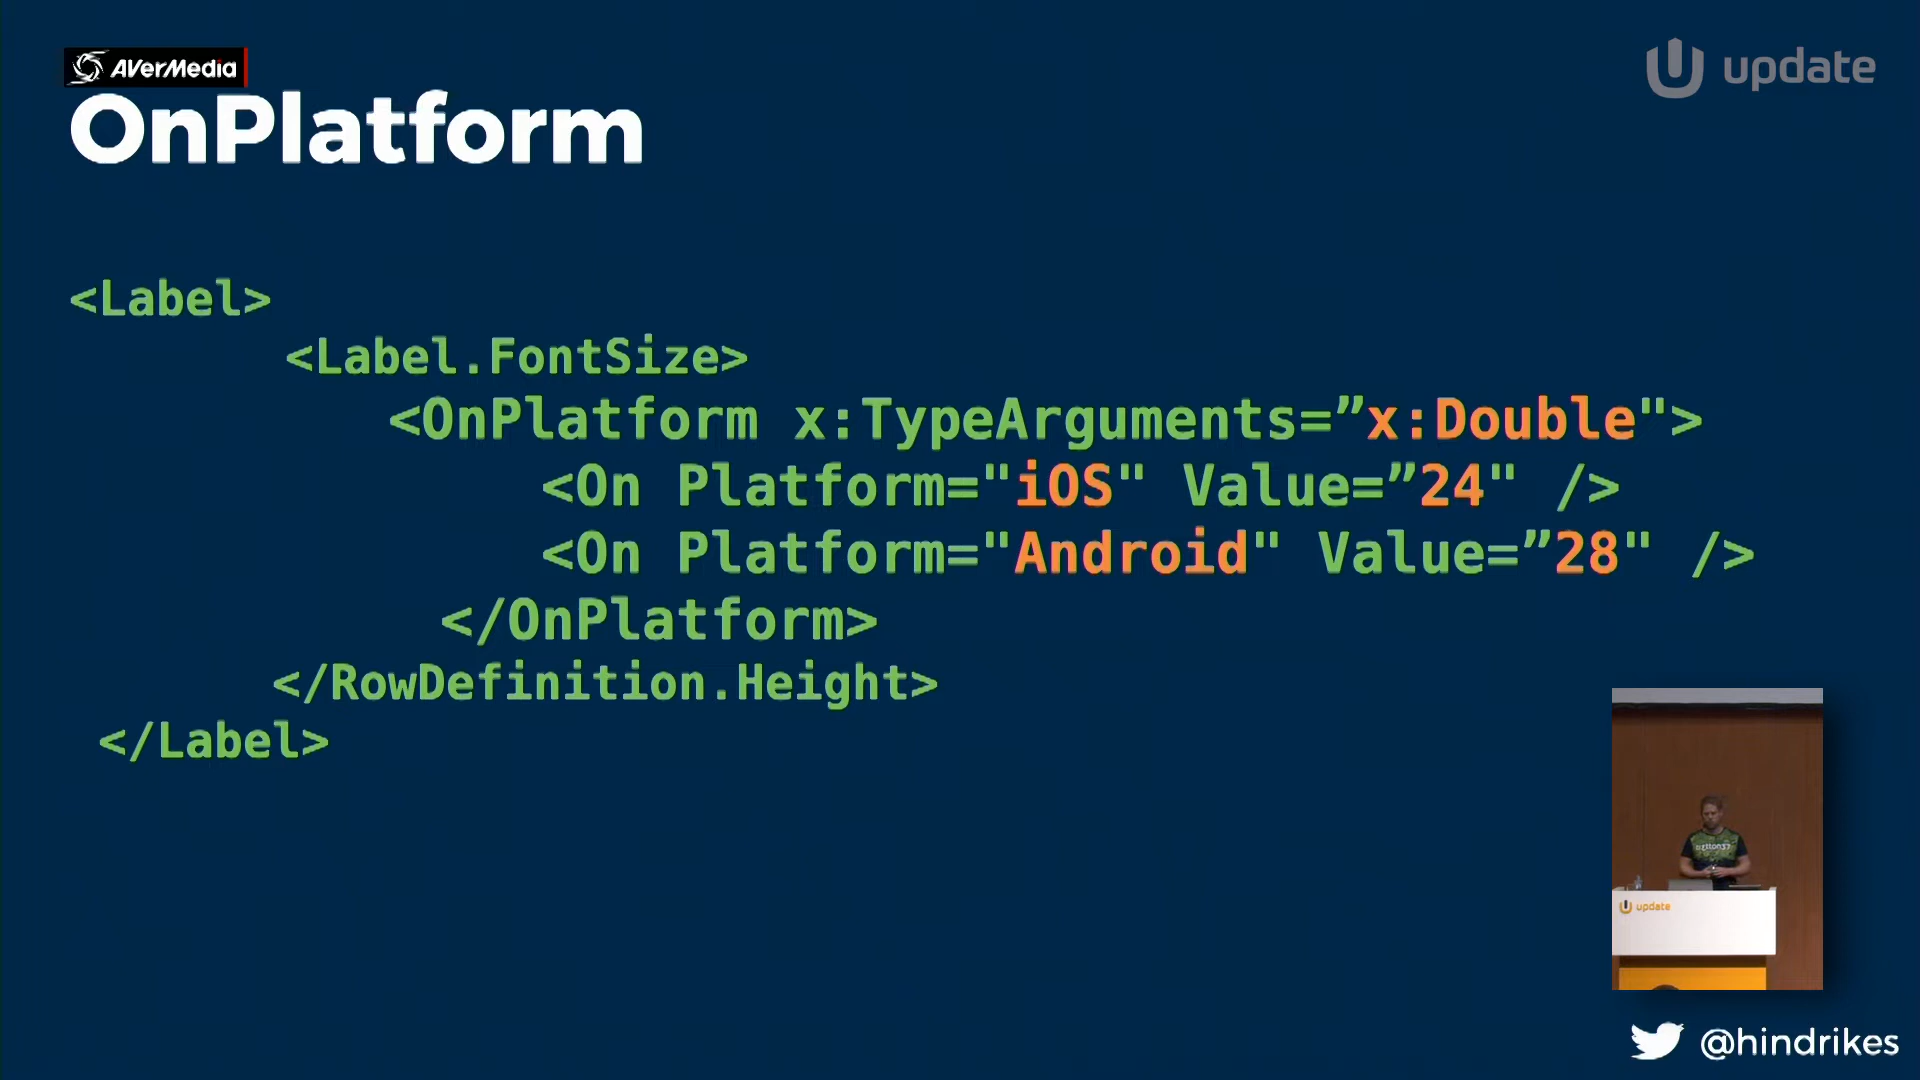 AVerMedia
update
OnPlatform
<Label>
<Label.FontSize>
<OnPlatform x:TypeArguments=”x:Double">
<On Platform="iOS" Value=”24" />
<On Platform="Android" Value=”28" />
</OnPlatform>
</RowDefinition.Height>
</Label>
update
@hindrikes